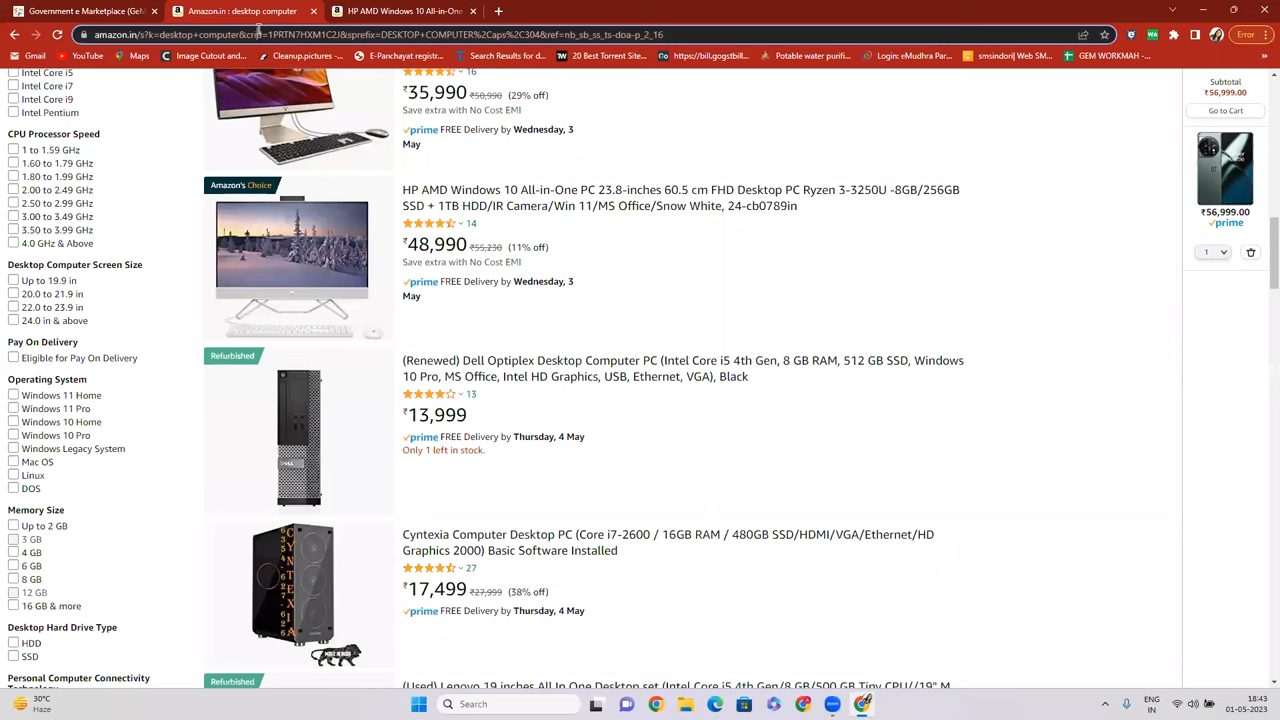 Government e Marketplace (GeM
Amazon.in : desktop computer
HP AMD Windows 10 All-in-One
amazon.in/s?k=desktop+computer&crid=1PRTN7HXM1C2J&sprefix=DESKTOP+COMPUTER%2Caps%2C304&ref=nb_sb_ss_ts-doa-p_2_16
Error
Gmail
YouTube
Maps
Image Cutout and...
Cleanup.pictures -...
E-Panchayat registr...
Search Results for d...
20 Best Torrent Site...
https://bill.gogstbill...
Potable water purifi...
Login: eMudhra Par...
smsindori| Web SM...
GEM WORKMAH -...
Intel Core i5
Intel Core i7
Intel Core i9
Intel Pentium
CPU Processor Speed
1 to 1.59 GHz
1.60 to 1.79 GHz
1.80 to 1.99 GHz
2.00 to 2.49 GHz
2.50 to 2.99 GHz
3.00 to 3.49 GHz
3.50 to 3.99 GHz
4.0 GHz & Above
Desktop Computer Screen Size
Up to 19.9 in
20.0 to 21.9 in
22.0 to 23.9 in
24.0 in & above
Pay On Delivery
Eligible for Pay On Delivery
Operating System
Windows 11 Home
Windows 11 Pro
Windows 10 Home
Windows 10 Pro
Windows Legacy System
Mac OS
Linux
DOS
Memory Size
Up to 2 GB
3 GB
4 GB
6 GB
8 GB
12 GB
16 GB & more
Desktop Hard Drive Type
HDD
SSD
Personal Computer Connectivity
16
₹35,990 ₹50,990 (29% off)
Save extra with No Cost EMI
prime FREE Delivery by Wednesday, 3
May
Amazon's Choice
HP AMD Windows 10 All-in-One PC 23.8-inches 60.5 cm FHD Desktop PC Ryzen 3-3250U -8GB/256GB
SSD + 1TB HDD/IR Camera/Win 11/MS Office/Snow White, 24-cb0789in
14
₹48,990 ₹55,230 (11% off)
Save extra with No Cost EMI
prime FREE Delivery by Wednesday, 3
May
Refurbished
(Renewed) Dell Optiplex Desktop Computer PC (Intel Core i5 4th Gen, 8 GB RAM, 512 GB SSD, Windows
10 Pro, MS Office, Intel HD Graphics, USB, Ethernet, VGA), Black
13
₹13,999
prime FREE Delivery by Thursday, 4 May
Only 1 left in stock.
DELL
CYNTEXIA
Cyntexia Computer Desktop PC (Core i7-2600 / 16GB RAM / 480GB SSD/HDMI/VGA/Ethernet/HD
Graphics 2000) Basic Software Installed
27
₹17,499 ₹27,999 (38% off)
prime FREE Delivery by Thursday, 4 May
Refurbished
(Used) Lenovo 19 inches All In One Desktop set (Intel Core i5 4th Gen/8 GB/500 GB Tiny CPU//19" M
Subtotal
₹56,999.00
Go to Cart
₹56,999.00
prime
1
30°C
Haze
Search
zoom
ENG
IN
18:43
01-05-2023